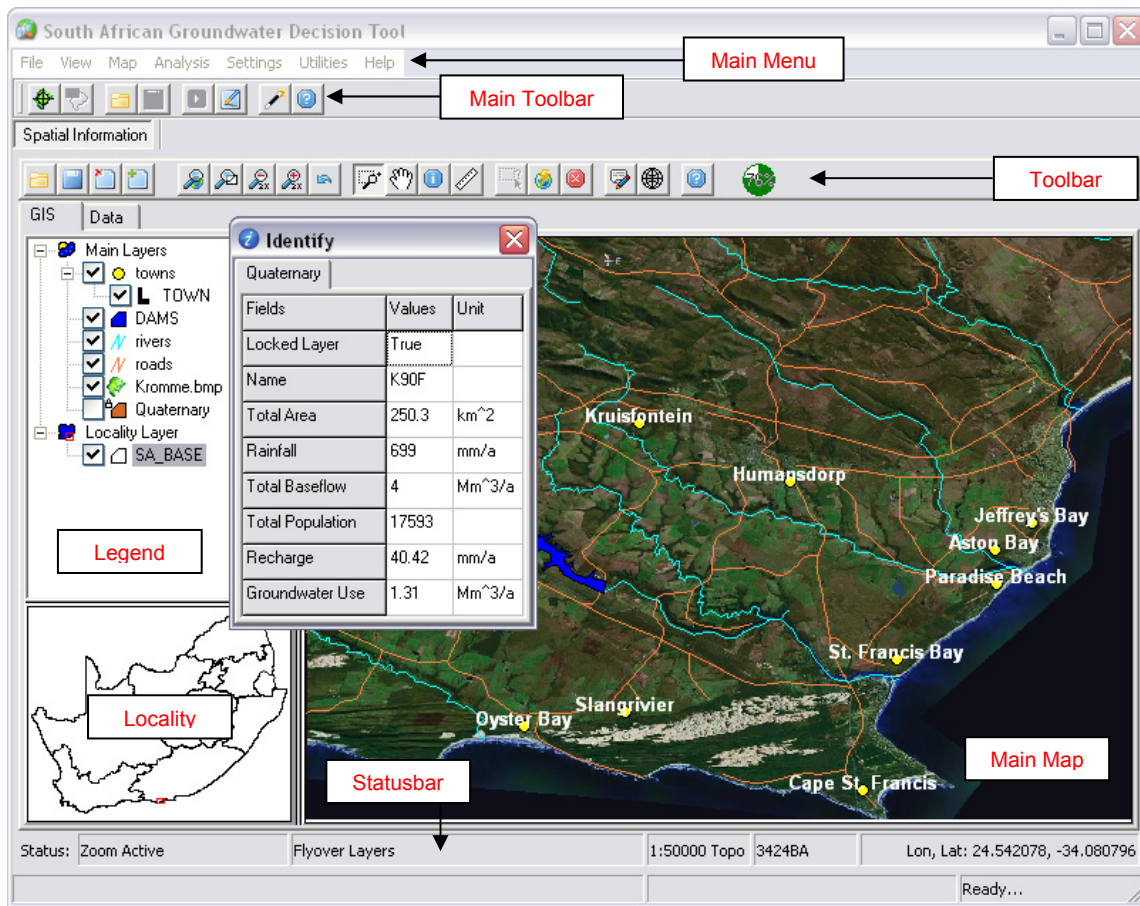 South African Groundwater Decision Tool
File View Map Analysis Settings Utilities Help
Main Menu
Main Toolbar
Spatial Information
2x 2x
76%
Toolbar
GIS Data
Main Layers
towns
TOWN
DAMS
rivers
roads
Kromme.bmp
Quaternary
Locality Layer
SA_BASE
Legend
Identify
Quaternary
Fields Values Unit
Locked Layer True
Name K90F
Total Area 250.3 km^2
Rainfall 699 mm/a
Total Baseflow 4 Mm^3/a
Total Population 17593
Recharge 40.42 mm/a
Groundwater Use 1.31 Mm^3/a
Kruisfontein
Humansdorp
Jeffrey's Bay
Aston Bay
Paradise Beach
St. Francis Bay
Slangrivier
Oyster Bay
Cape St. Francis
Main Map
Locality
Statusbar
Status: Zoom Active Flyover Layers 1:50000 Topo 3424BA Lon, Lat: 24.542078, -34.080796
Ready...